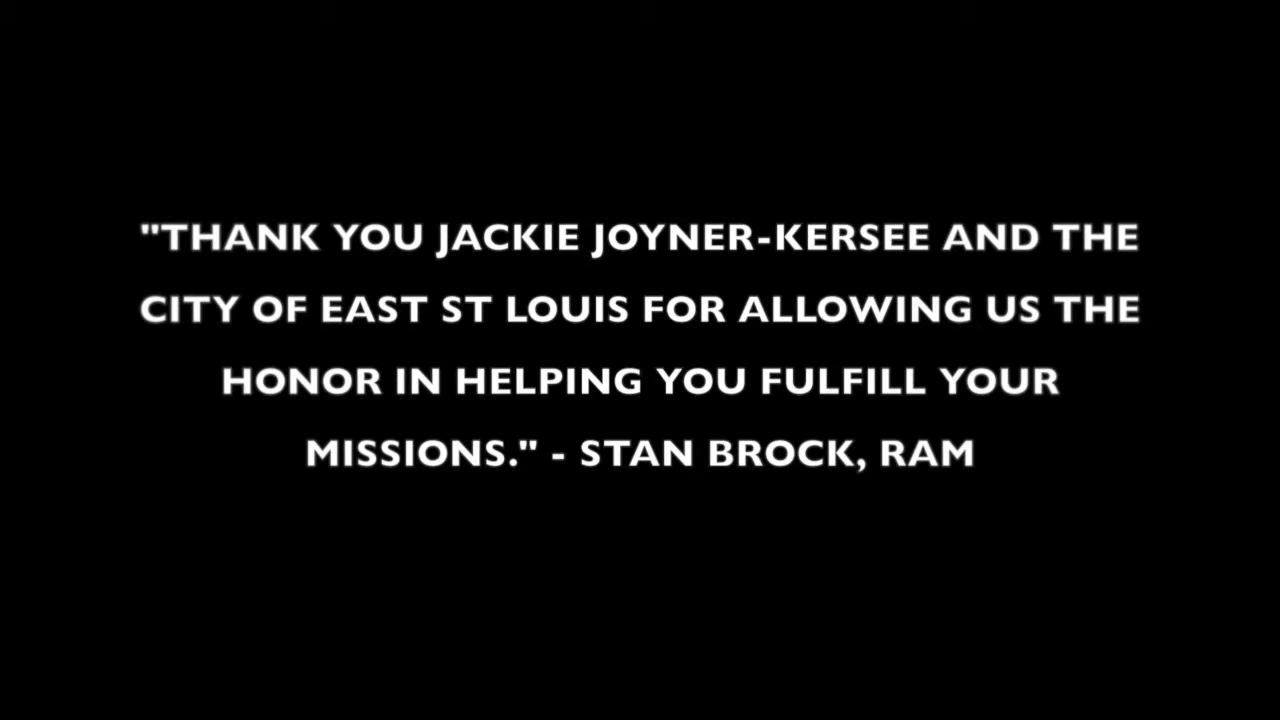 "THANK YOU JACKIE JOYNER-KERSEE AND THE
CITY OF EAST ST LOUIS FOR ALLOWING US THE
HONOR IN HELPING YOU FULFILL YOUR
MISSIONS." - STAN BROCK, RAM